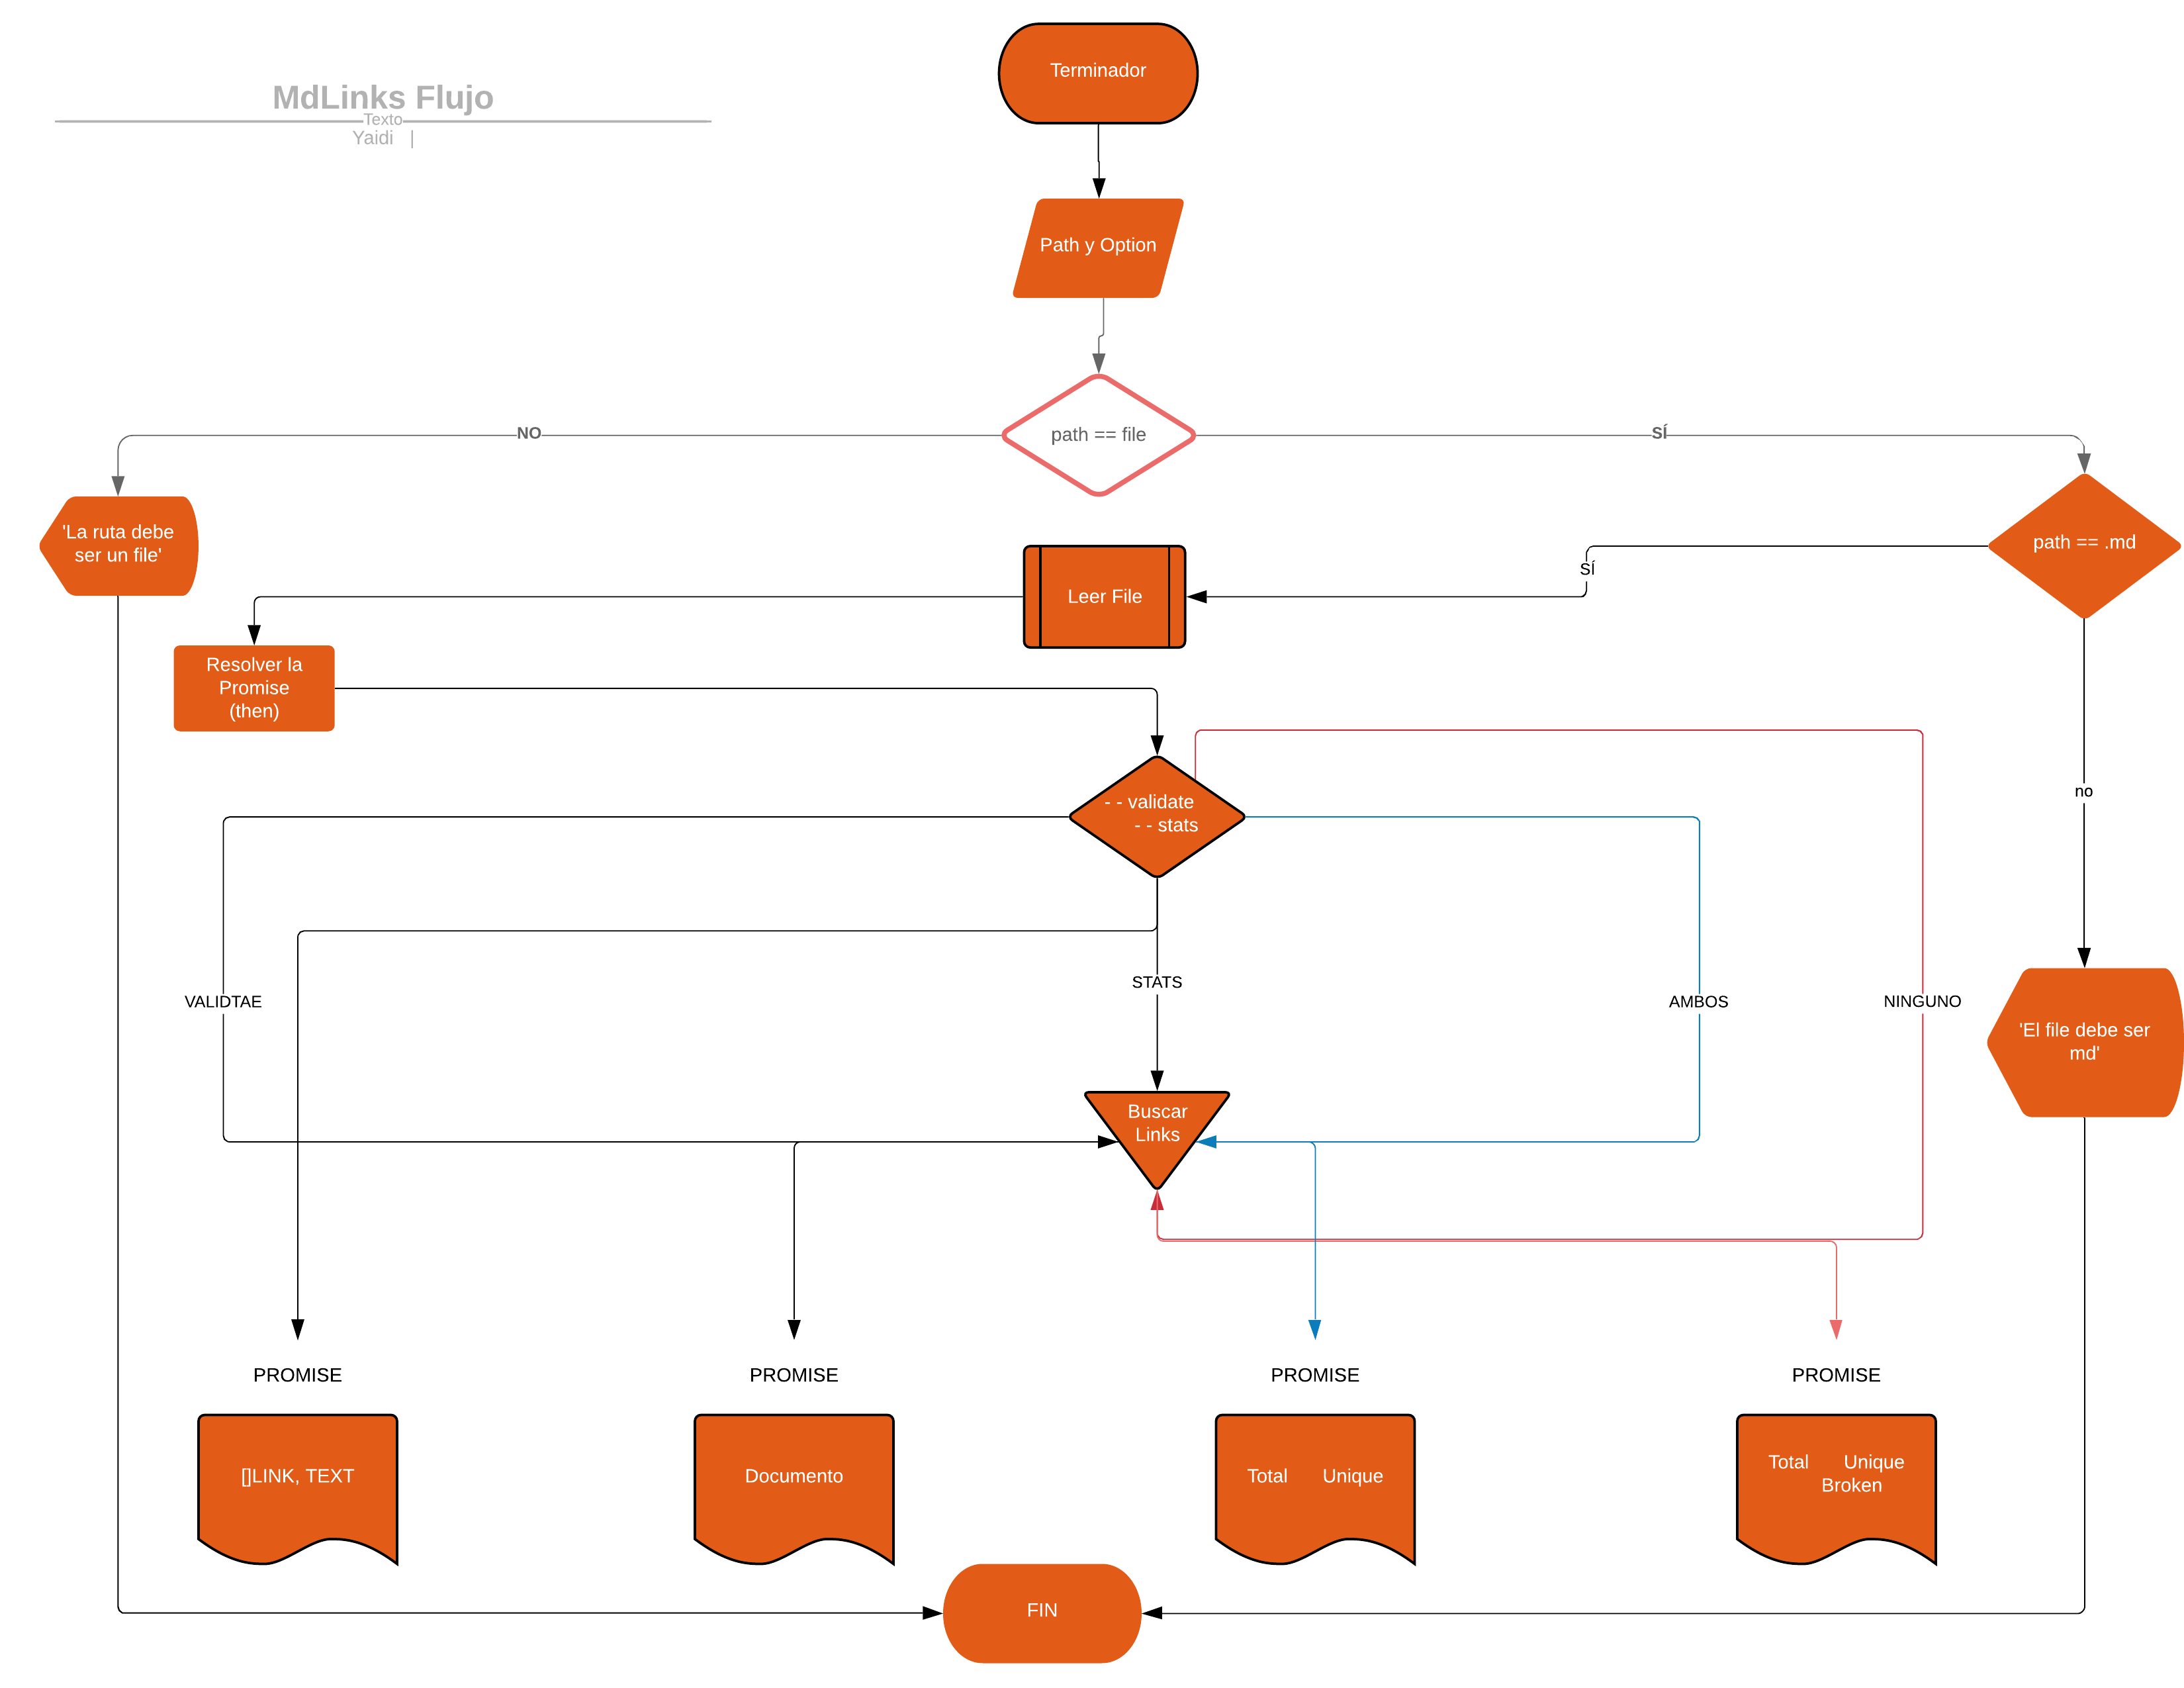 Terminador
MdLinks Flujo
Texto
Yaidi |
Path y Option
NO
path == file
SÍ
'La ruta debe
ser un file'
path == .md
SÍ
Leer File
Resolver la
Promise
(then)
no
- - validate
- - stats
STATS
VALIDTAE
AMBOS
NINGUNO
'El file debe ser
md'
Buscar
Links
PROMISE
PROMISE
PROMISE
PROMISE
[]LINK, TEXT
Documento
Total Unique
Total Unique
Broken
FIN